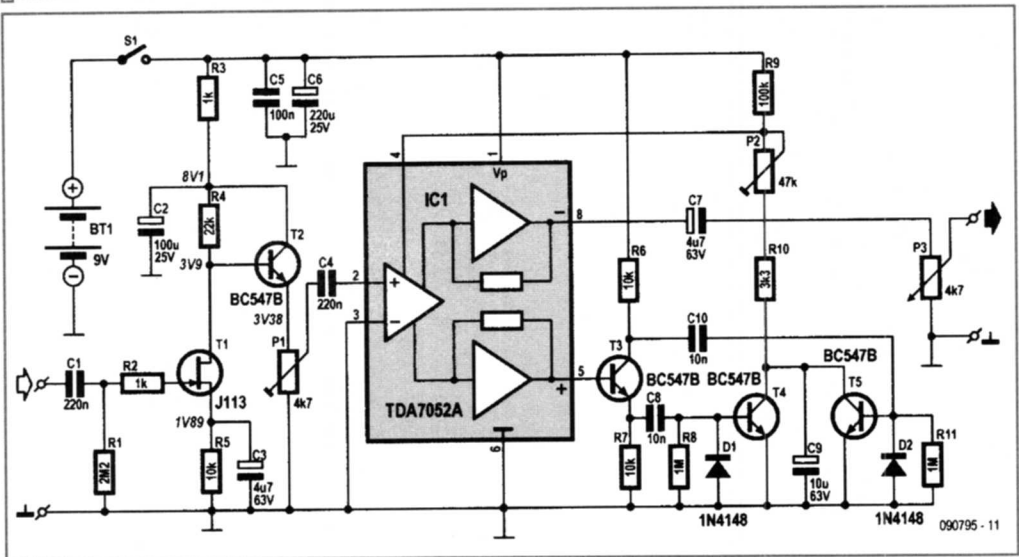 S1
R3
1k
C5
100n
C6
220u
25V
R9
100k
P2
47k
4
1
Vp
IC1
8V1
R4
22k
C2
100u
25V
BT1
9V
3V9
T2
BC547B
3V38
C4
220n
2
3
+
−
−
8
C7
4u7
63V
P3
4k7
R10
3k3
R6
10k
C10
10n
P1
4k7
+
5
TDA7052A
6
T3
BC547B
BC547B
BC547B
T4
T5
C8
10n
R7
10k
R8
1M
D1
1N4148
C9
10u
63V
D2
1N4148
R11
1M
C1
220n
R2
1k
T1
J113
1V89
R1
2M2
R5
10k
C3
4u7
63V
090795 - 11